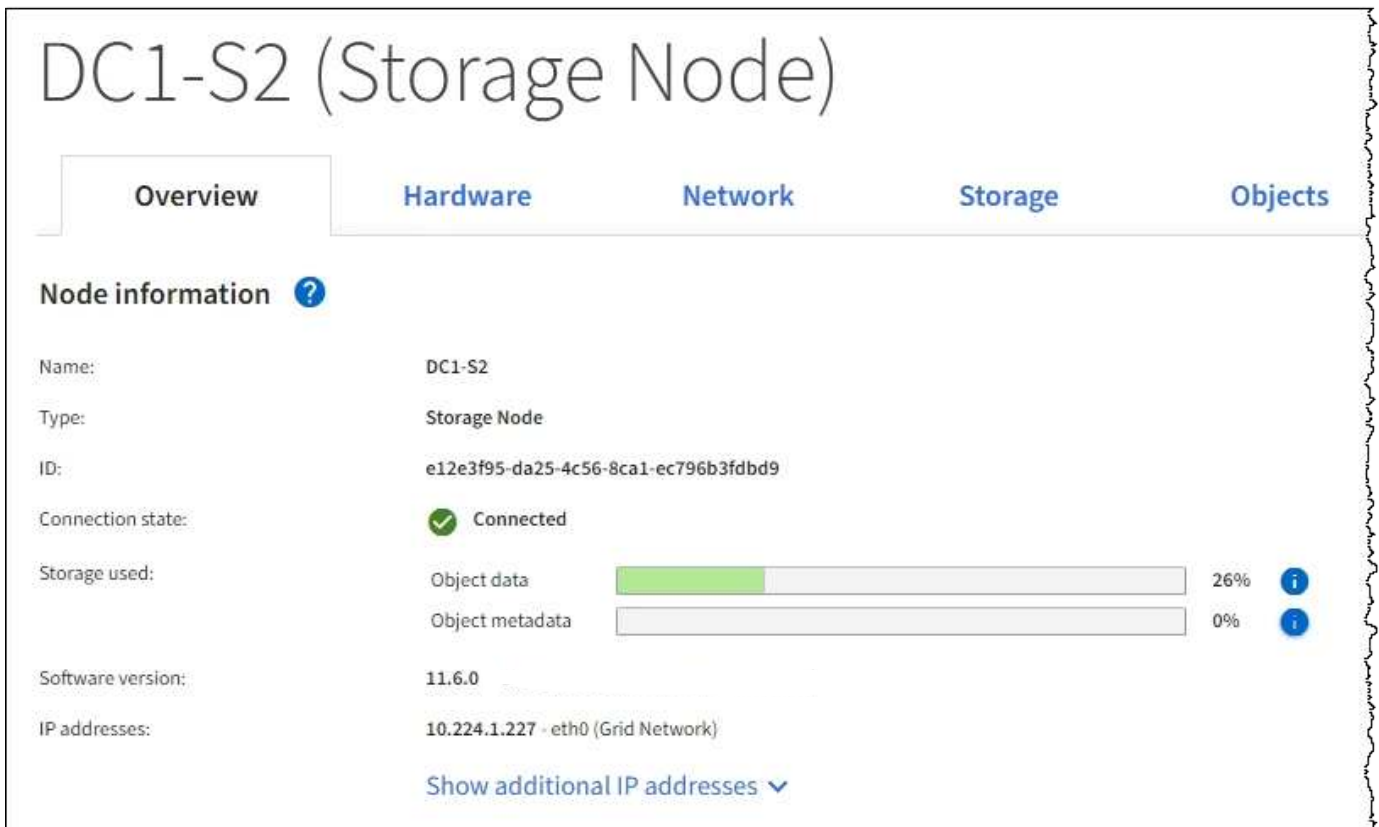 DC1-S2 (Storage Node)
Overview Hardware Network Storage Objects
Node information ?
Name: DC1-S2
Type: Storage Node
ID: e12e3f95-da25-4c56-8ca1-ec796b3fdbd9
Connection state: Connected
Storage used: Object data 26% i
Object metadata 0% i
Software version: 11.6.0
IP addresses: 10.224.1.227 - eth0 (Grid Network)
Show additional IP addresses